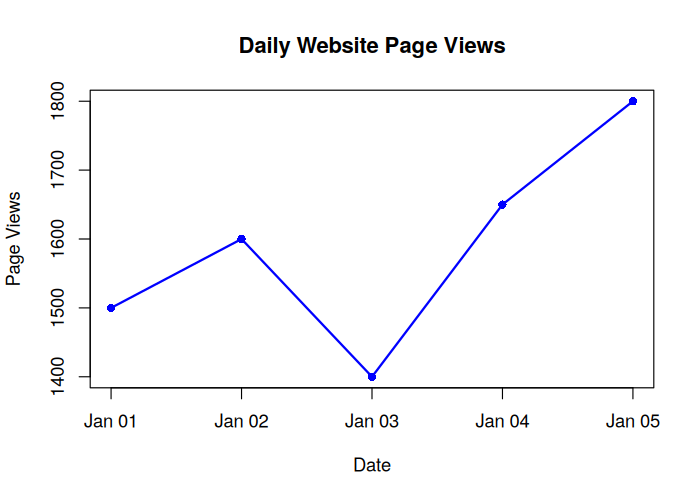 Daily Website Page Views
Page Views
1800
1700
1600
1500
1400
Jan 01
Jan 02
Jan 03
Jan 04
Jan 05
Date